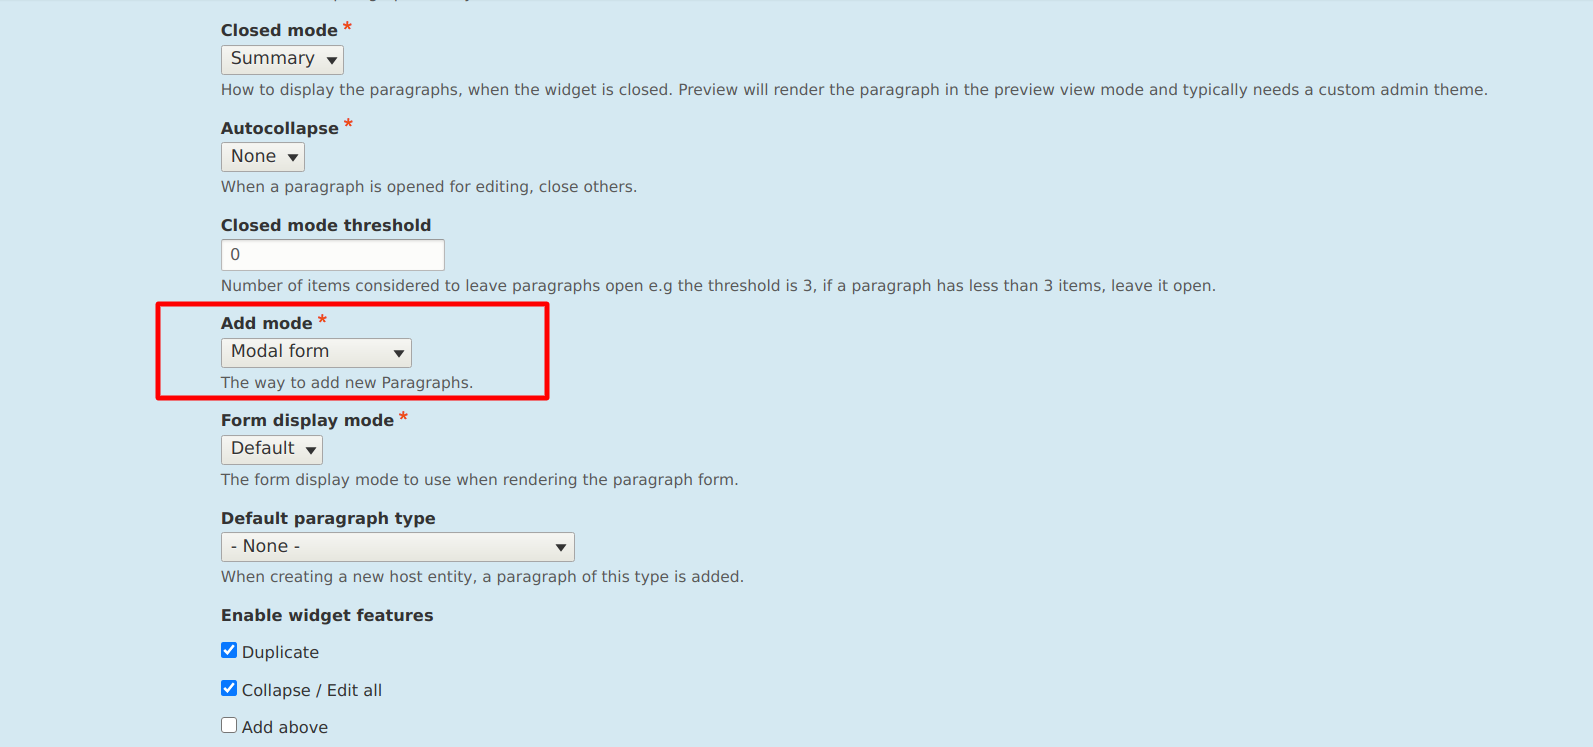 Closed mode *
Summary
How to display the paragraphs, when the widget is closed. Preview will render the paragraph in the preview view mode and typically needs a custom admin theme.
Autocollapse *
None
When a paragraph is opened for editing, close others.
Closed mode threshold
0
Number of items considered to leave paragraphs open e.g the threshold is 3, if a paragraph has less than 3 items, leave it open.
Add mode *
Modal form
The way to add new Paragraphs.
Form display mode *
Default
The form display mode to use when rendering the paragraph form.
Default paragraph type
- None -
When creating a new host entity, a paragraph of this type is added.
Enable widget features
Duplicate
Collapse / Edit all
Add above